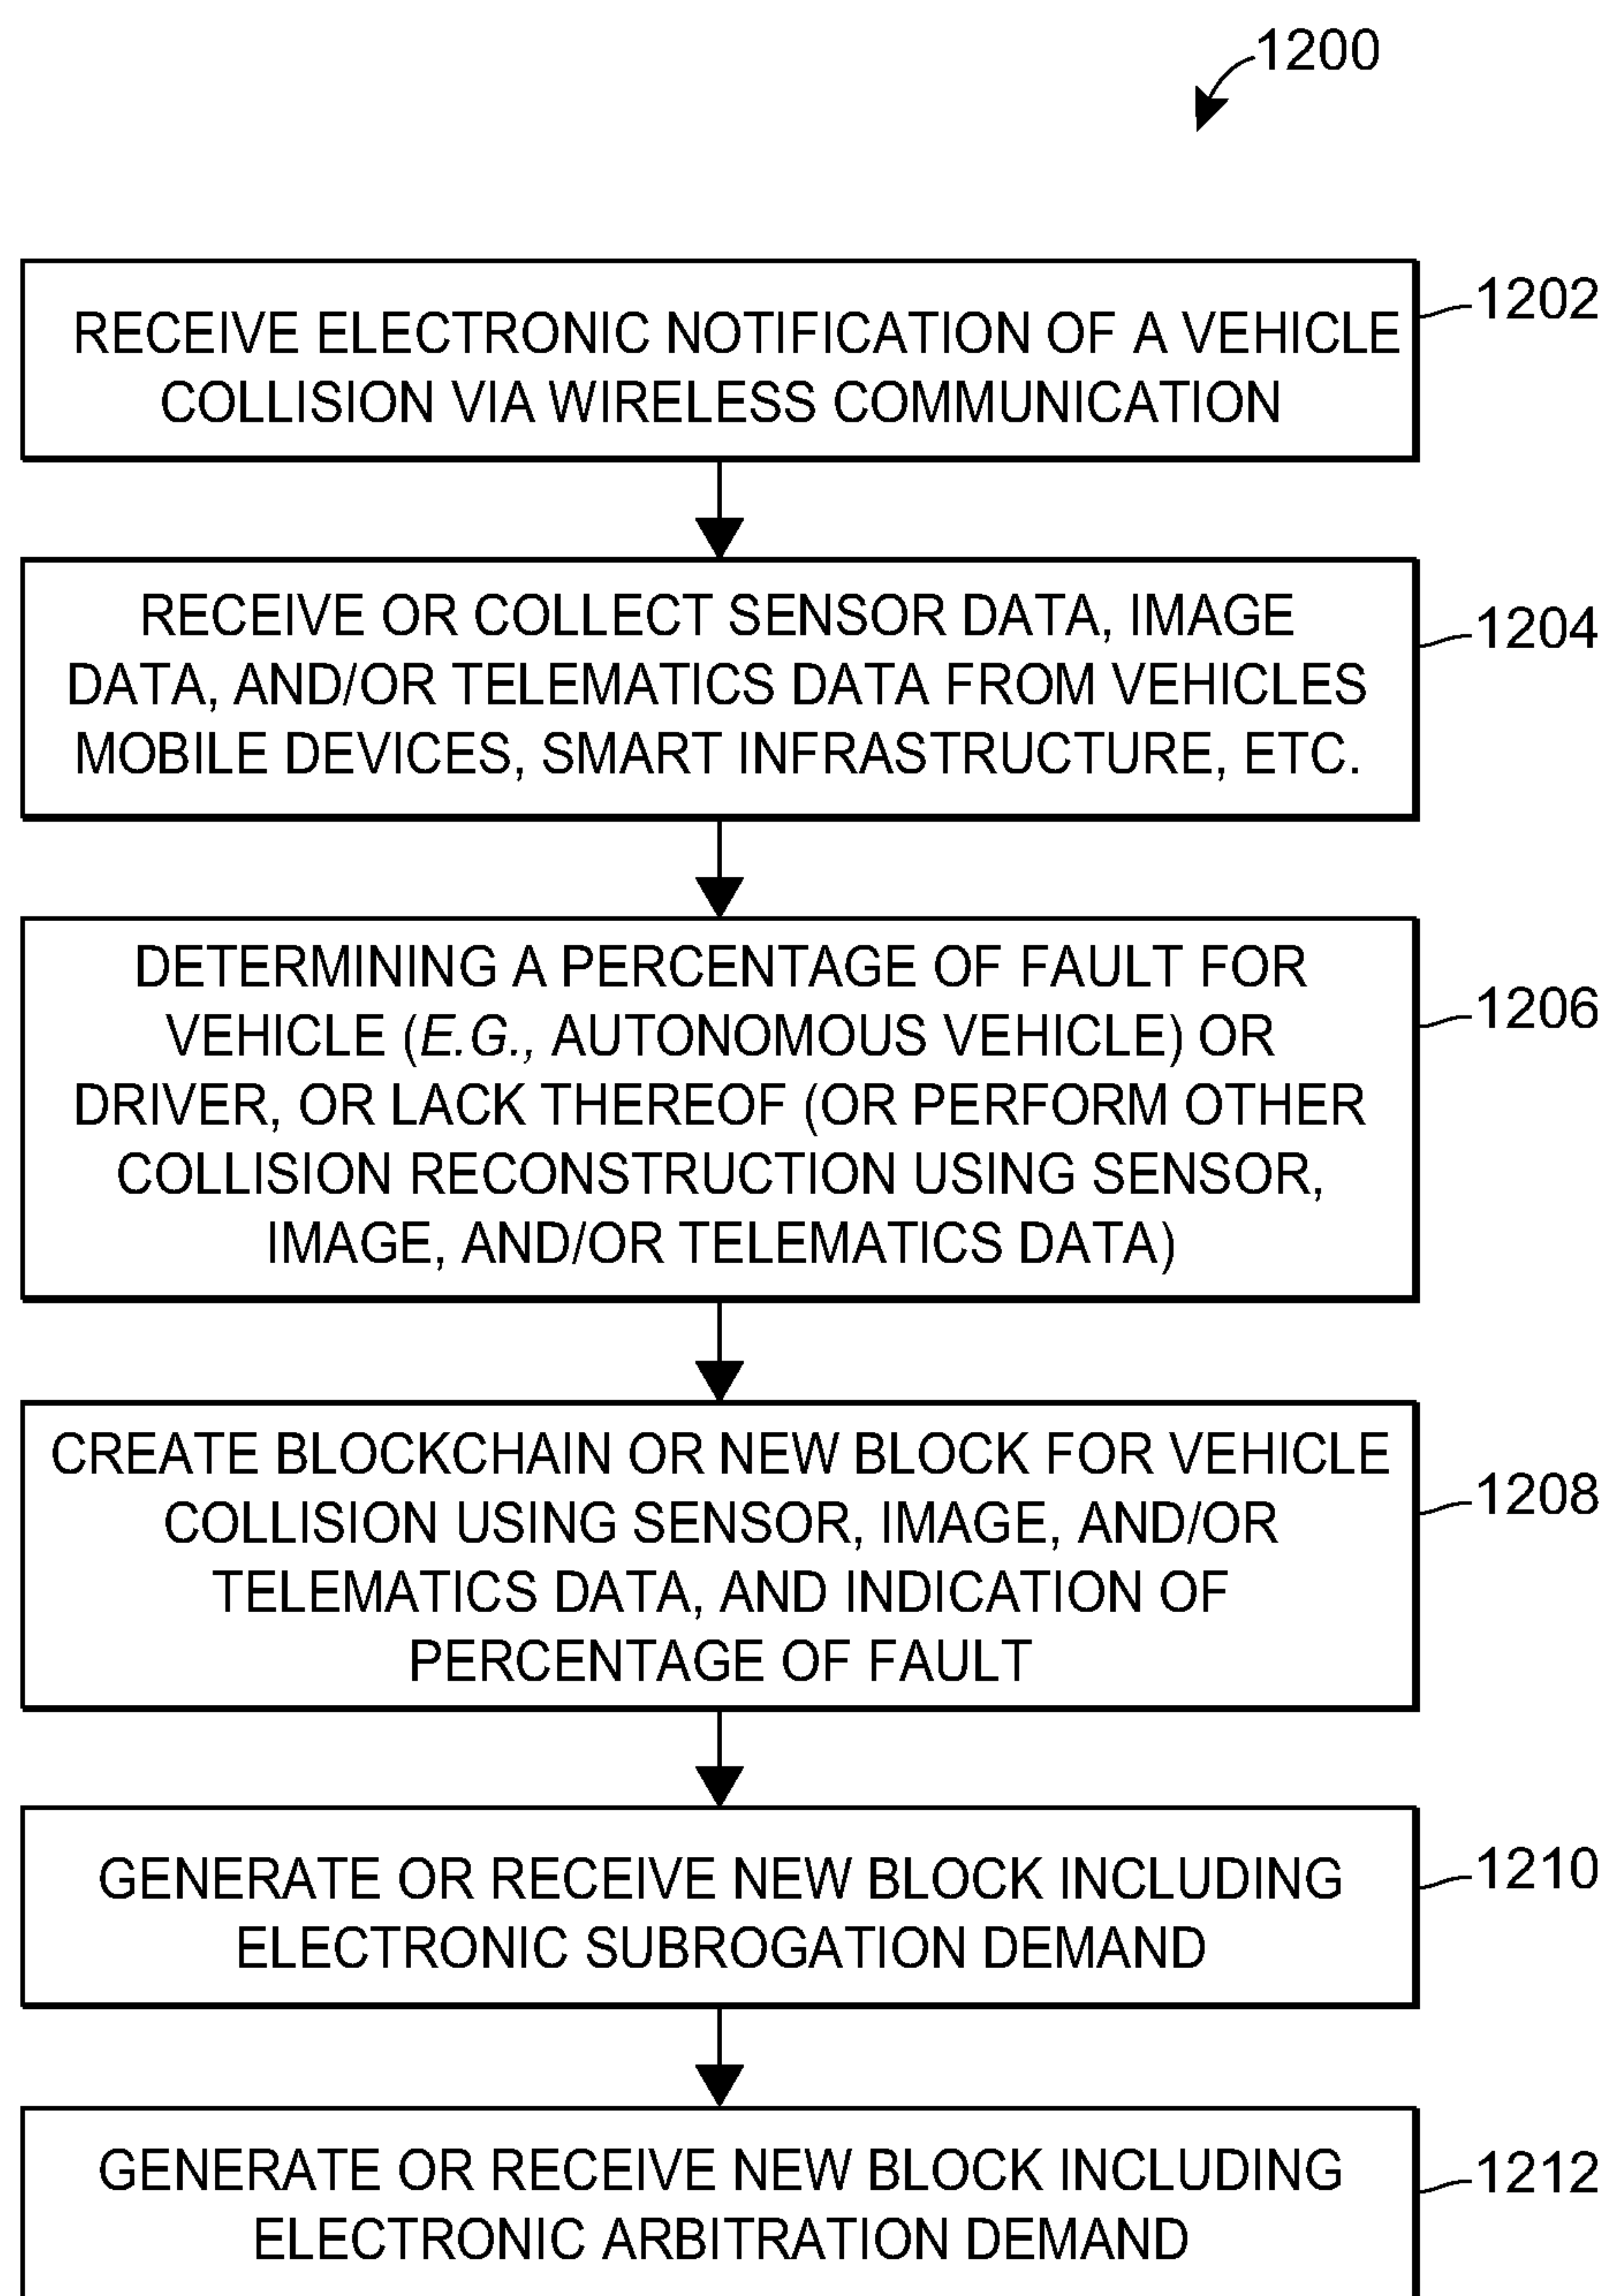 1200
RECEIVE ELECTRONIC NOTIFICATION OF A VEHICLE
COLLISION VIA WIRELESS COMMUNICATION
1202
RECEIVE OR COLLECT SENSOR DATA, IMAGE
DATA, AND/OR TELEMATICS DATA FROM VEHICLES
MOBILE DEVICES, SMART INFRASTRUCTURE, ETC.
1204
DETERMINING A PERCENTAGE OF FAULT FOR
VEHICLE (E.G., AUTONOMOUS VEHICLE) OR
DRIVER, OR LACK THEREOF (OR PERFORM OTHER
COLLISION RECONSTRUCTION USING SENSOR,
IMAGE, AND/OR TELEMATICS DATA)
1206
CREATE BLOCKCHAIN OR NEW BLOCK FOR VEHICLE
COLLISION USING SENSOR, IMAGE, AND/OR
TELEMATICS DATA, AND INDICATION OF
PERCENTAGE OF FAULT
1208
GENERATE OR RECEIVE NEW BLOCK INCLUDING
ELECTRONIC SUBROGATION DEMAND
1210
GENERATE OR RECEIVE NEW BLOCK INCLUDING
ELECTRONIC ARBITRATION DEMAND
1212